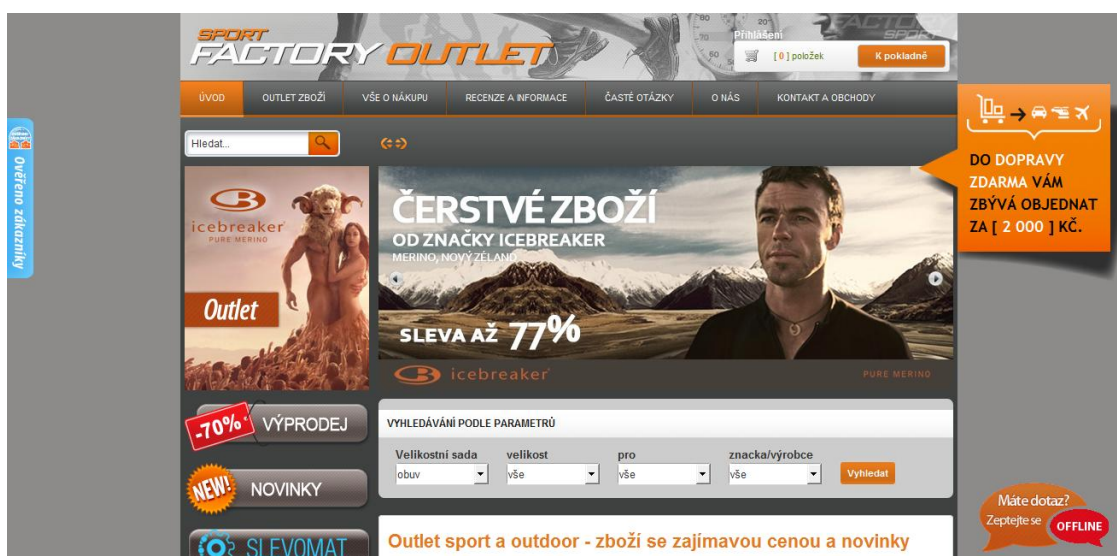 SPORT
FACTORY OUTLET
Přihlášení
[ 0 ] položek
K pokladně
ÚVOD
OUTLET ZBOŽÍ
VŠE O NÁKUPU
RECENZE A INFORMACE
ČASTÉ OTÁZKY
O NÁS
KONTAKT A OBCHODY
Hledat...
Ověřeno zákazníky
DO DOPRAVY
ZDARMA VÁM
ZBÝVÁ OBJEDNAT
ZA [ 2 000 ] KČ.
icebreaker
PURE MERINO
Outlet
ČERSTVÉ ZBOŽÍ
OD ZNAČKY ICEBREAKER
MERINO, NOVÝ ZÉLAND
SLEVA AŽ 77%
icebreaker
PURE MERINO
-70%
VÝPRODEJ
NEW!
NOVINKY
SLEVOMAT
VYHLEDÁVÁNÍ PODLE PARAMETRŮ
Velikostní sada
velikost
pro
znacka/výrobce
obuv
vše
vše
vše
Vyhledat
Outlet sport a outdoor - zboží se zajímavou cenou a novinky
Máte dotaz?
Zeptejte se
OFFLINE